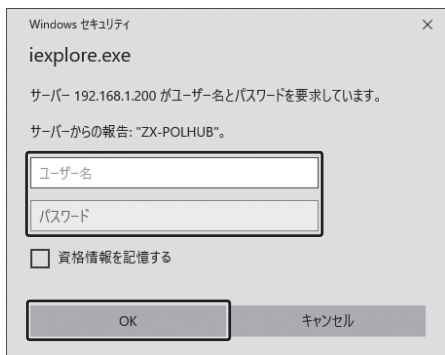 Windows セキュリティ
×
iexplore.exe
サーバー 192.168.1.200 がユーザー名とパスワードを要求しています。
サーバーからの報告: "ZX-POLHUB"。
ユーザー名
パスワード
資格情報を記憶する
OK
キャンセル